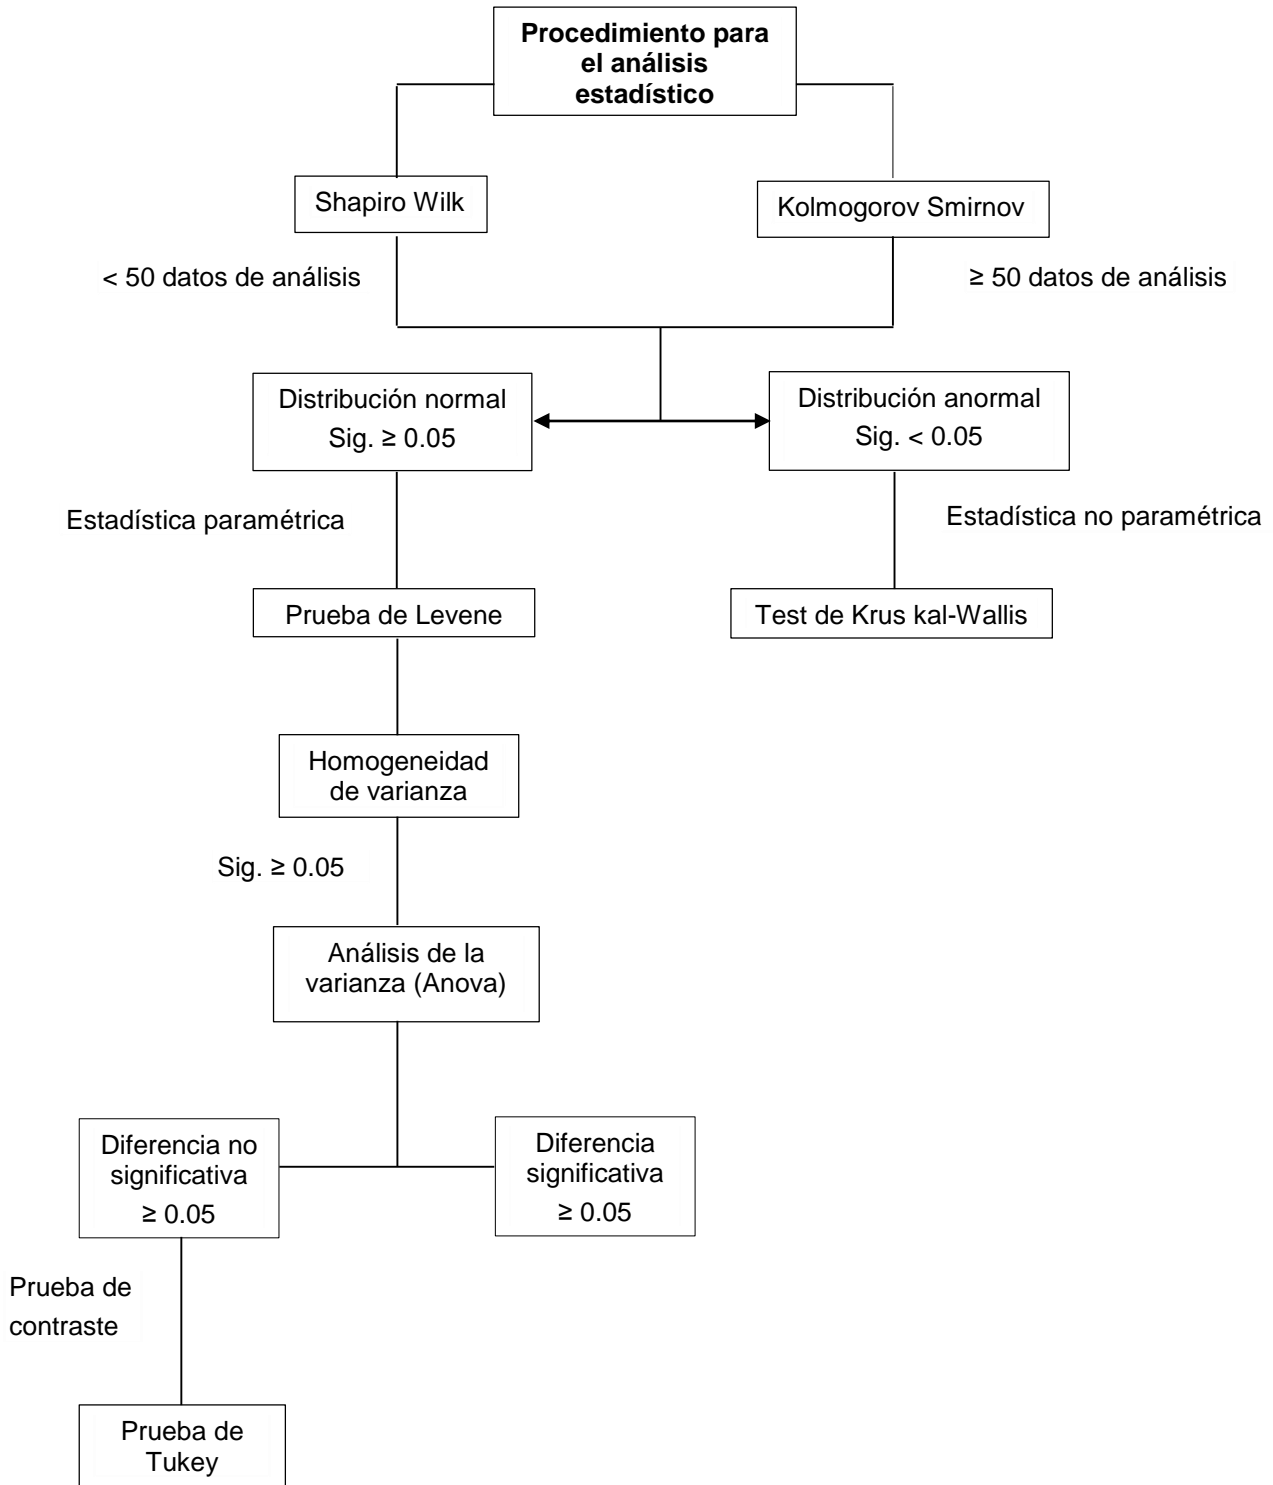 Procedimiento para
el análisis
estadístico
Shapiro Wilk
Kolmogorov Smirnov
< 50 datos de análisis
≥ 50 datos de análisis
Distribución normal
Sig. ≥ 0.05
Distribución anormal
Sig. < 0.05
Estadística paramétrica
Estadística no paramétrica
Prueba de Levene
Test de Krus kal-Wallis
Homogeneidad
de varianza
Sig. ≥ 0.05
Análisis de la
varianza (Anova)
Diferencia no
significativa
≥ 0.05
Diferencia
significativa
≥ 0.05
Prueba de
contraste
Prueba de
Tukey